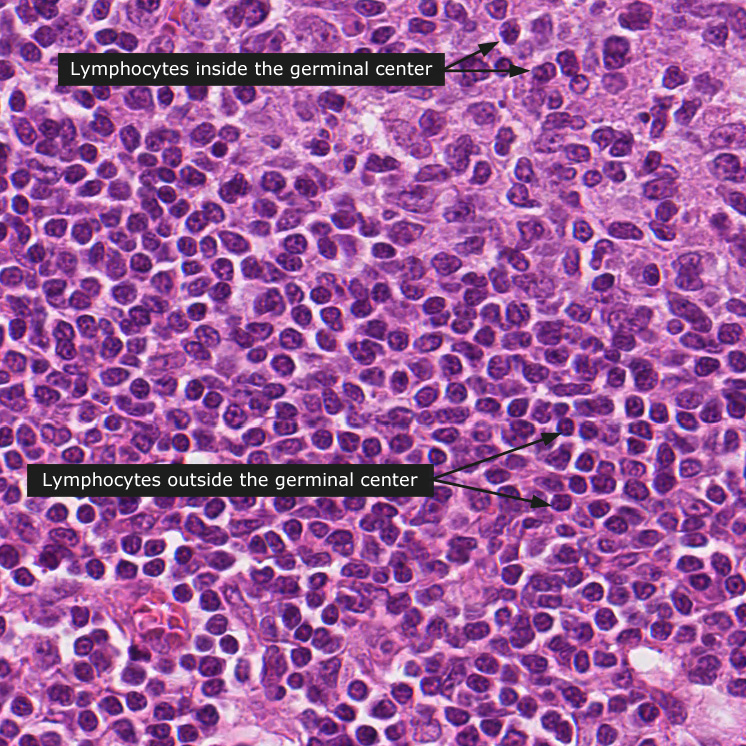 Lymphocytes inside the germinal center
Lymphocytes outside the germinal center